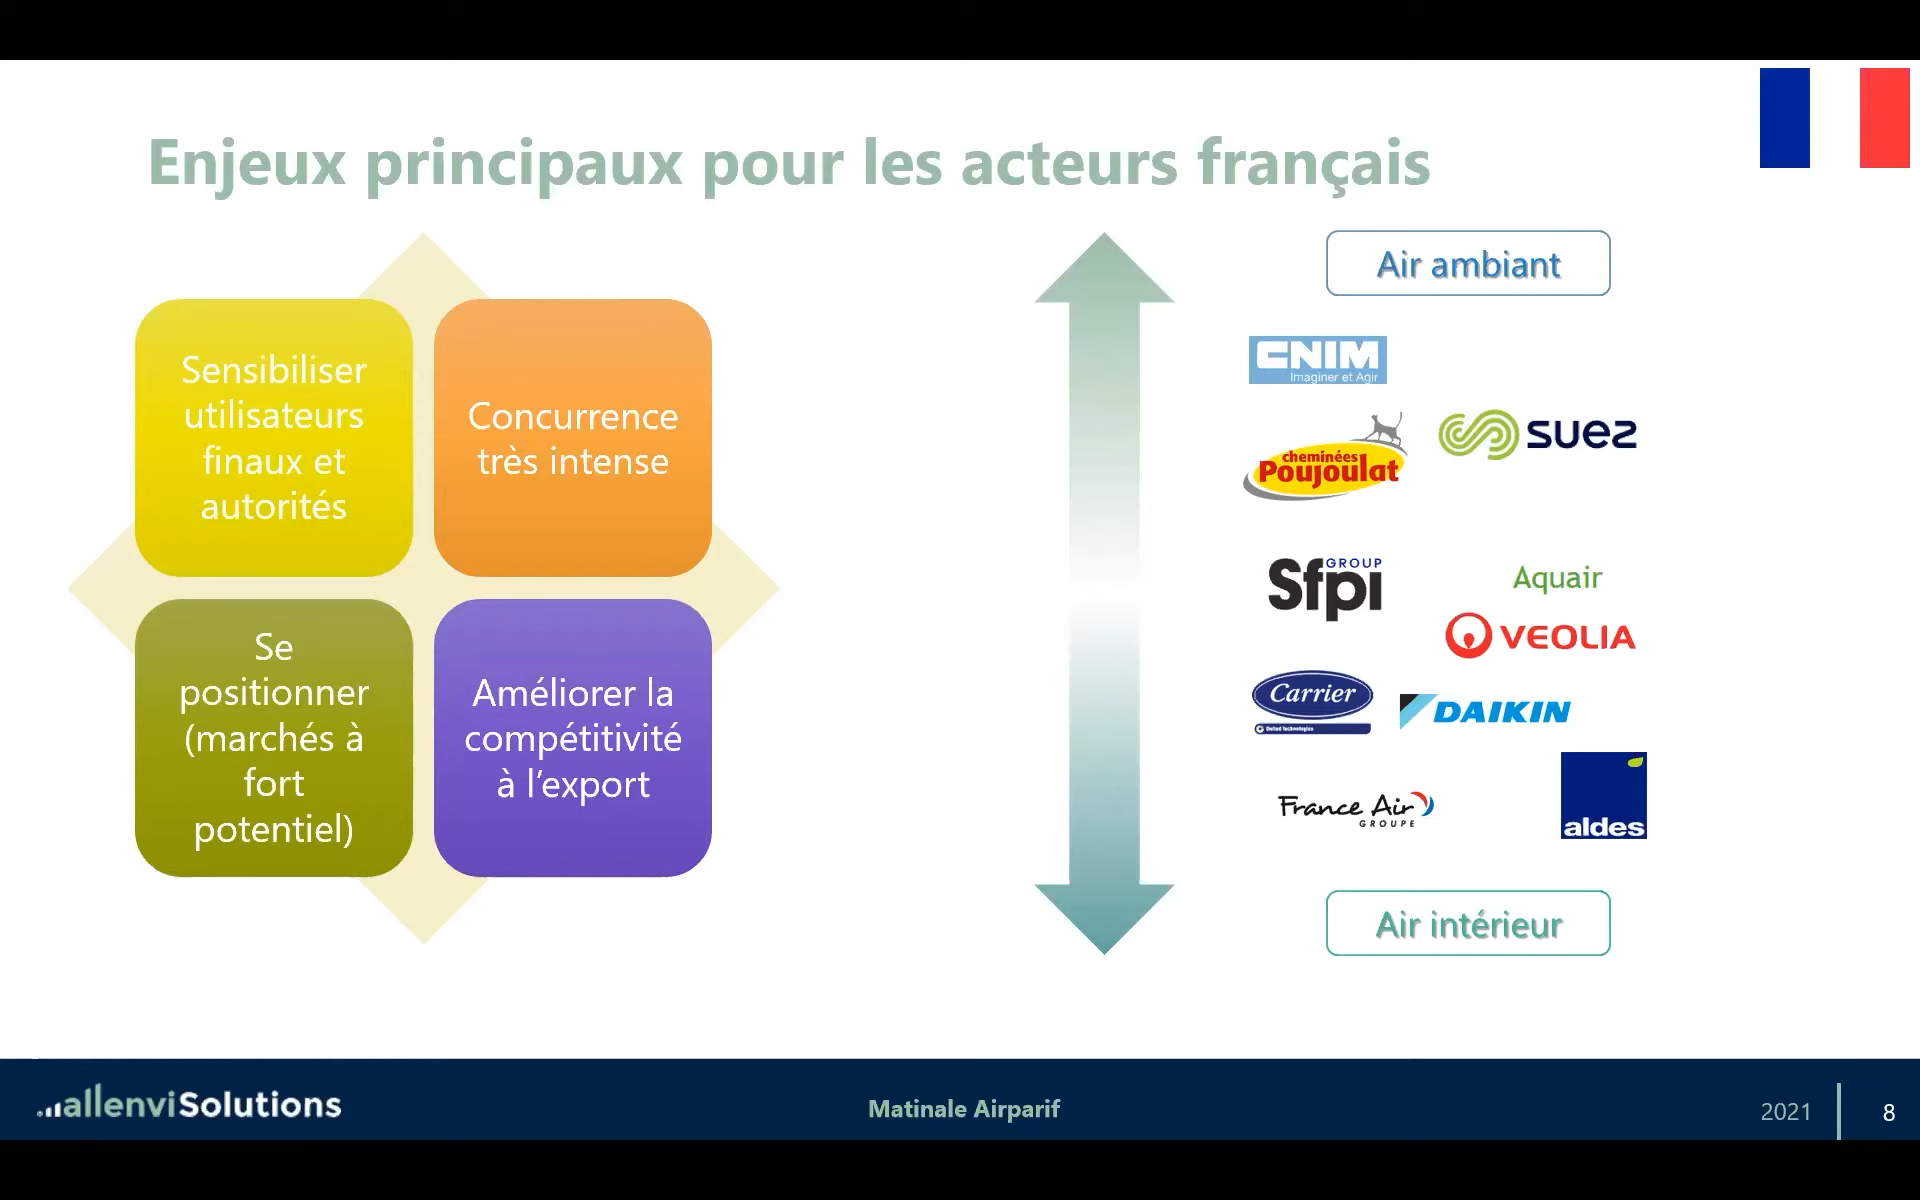 Enjeux principaux pour les acteurs français
Sensibiliser
utilisateurs
finaux et
autorités
Concurrence
très intense
Se
positionner
(marchés à
fort
potentiel)
Améliorer la
compétitivité
à l'export
Air ambiant
CNIM
Imaginer et Agir
cheminées
Poujoulat
suez
GROUP
Sfpi
Aquair
VEOLIA
Carrier
United Technologies
DAIKIN
France Air
GROUPE
aldes
Air intérieur
allenviSolutions
Matinale Airparif
2021
8